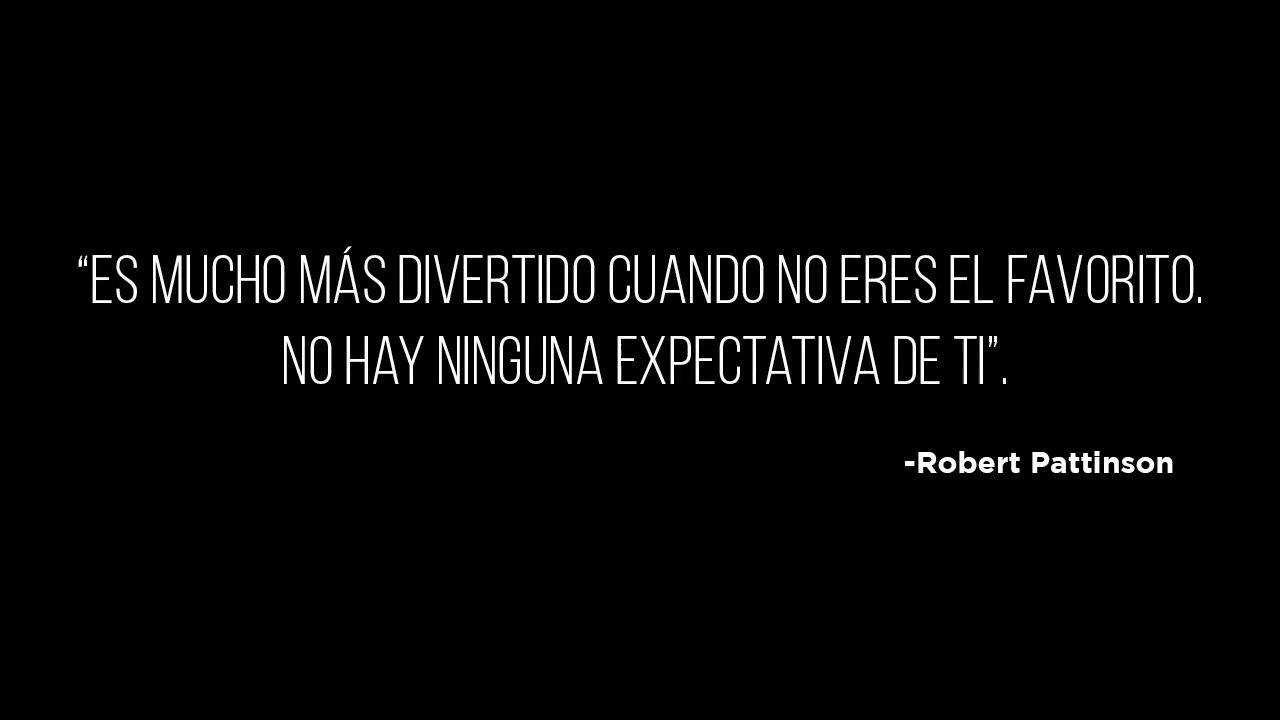 “ES MUCHO MÁS DIVERTIDO CUANDO NO ERES EL FAVORITO.
NO HAY NINGUNA EXPECTATIVA DE TI”.
-Robert Pattinson